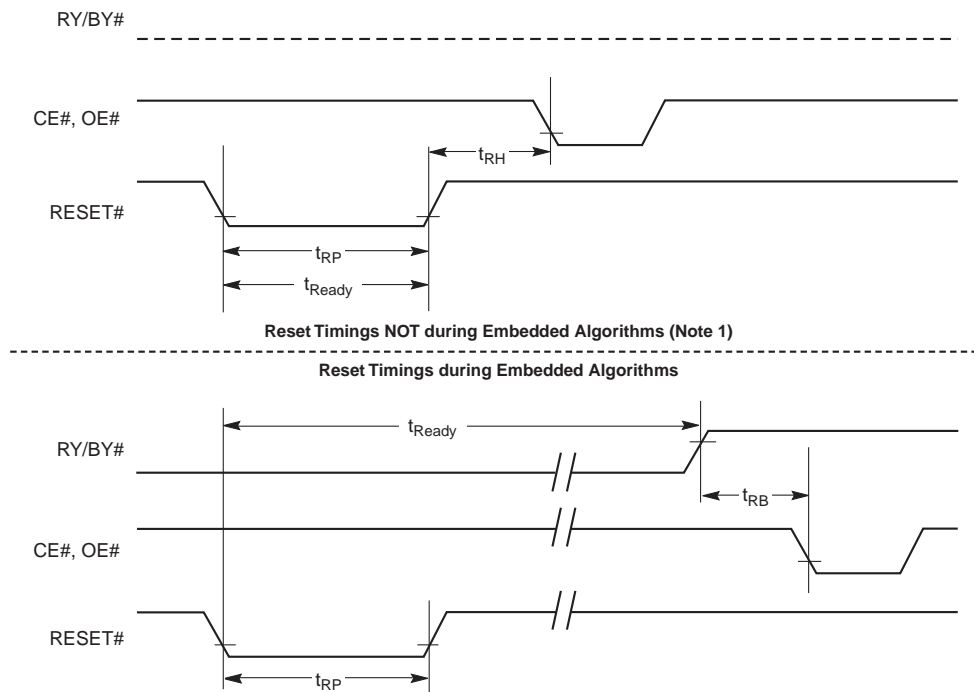 RY/BY#
CE#, OE#
tRH
RESET#
tRP
tReady
Reset Timings NOT during Embedded Algorithms (Note 1)
Reset Timings during Embedded Algorithms
tReady
RY/BY#
tRB
CE#, OE#
RESET#
tRP